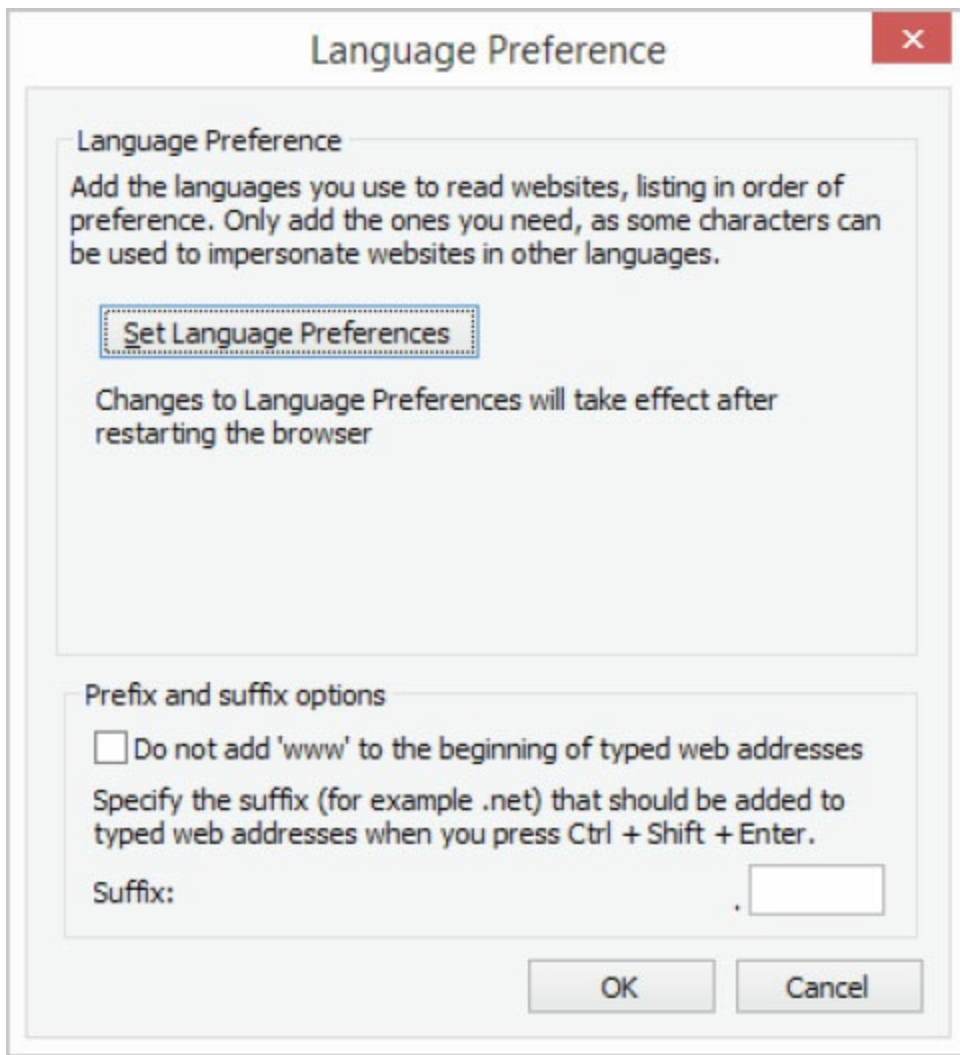 Language Preference
Language Preference
Add the languages you use to read websites, listing in order of
preference. Only add the ones you need, as some characters can
be used to impersonate websites in other languages.
Set Language Preferences
Changes to Language Preferences will take effect after
restarting the browser
Prefix and suffix options
Do not add 'www' to the beginning of typed web addresses
Specify the suffix (for example .net) that should be added to
typed web addresses when you press Ctrl + Shift + Enter.
Suffix: .
OK Cancel